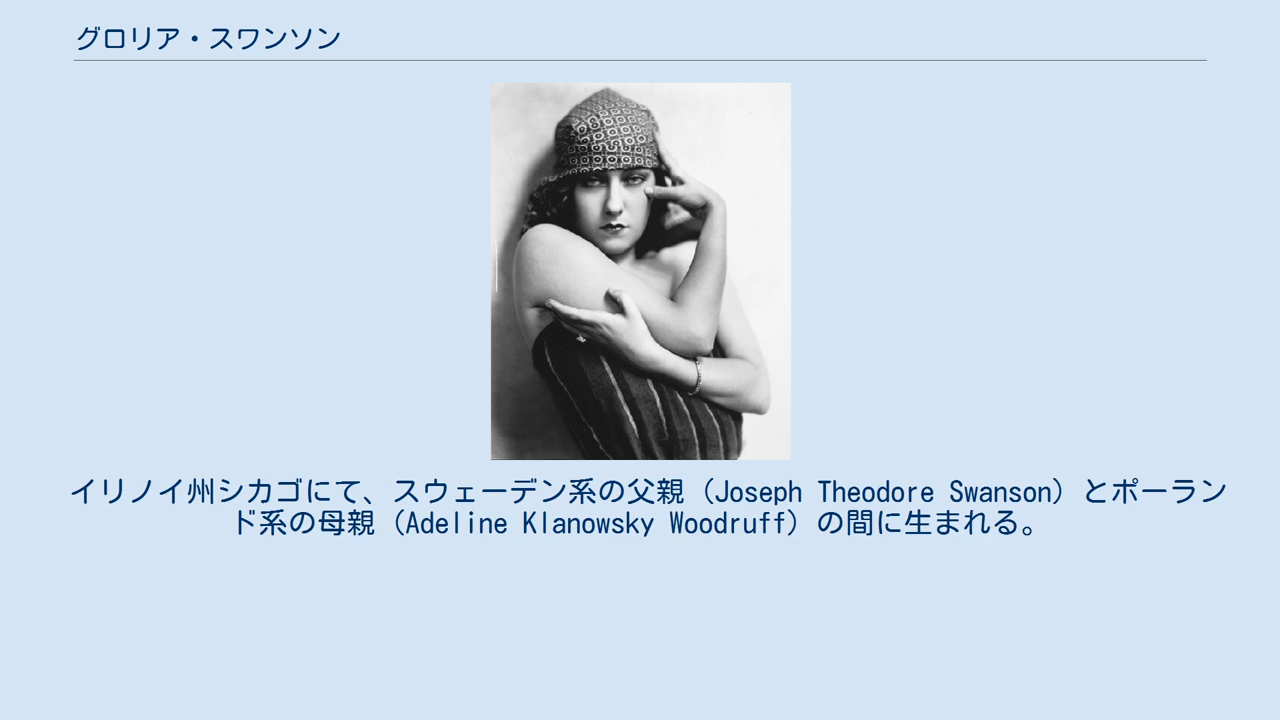 グロリア・スワンソン
イリノイ州シカゴにて、スウェーデン系の父親（Joseph Theodore Swanson）とポーラン
ド系の母親（Adeline Klanowsky Woodruff）の間に生まれる。